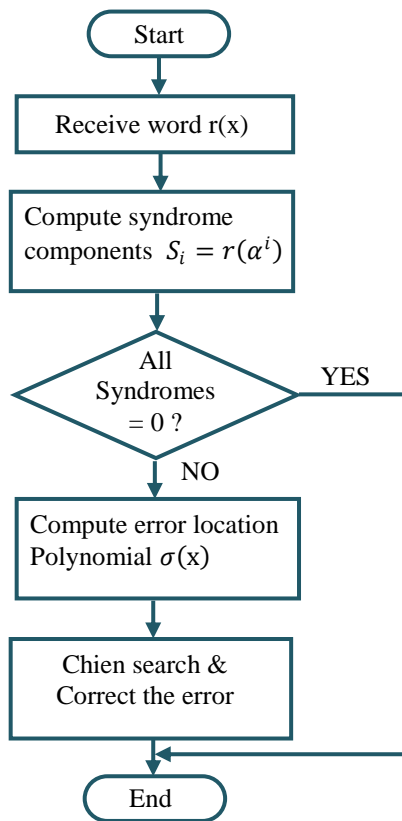 Start
Receive word r(x)
Compute syndrome
components S_i = r(α^i)
All
Syndromes
= 0 ?
YES
NO
Compute error location
Polynomial σ(x)
Chien search &
Correct the error
End